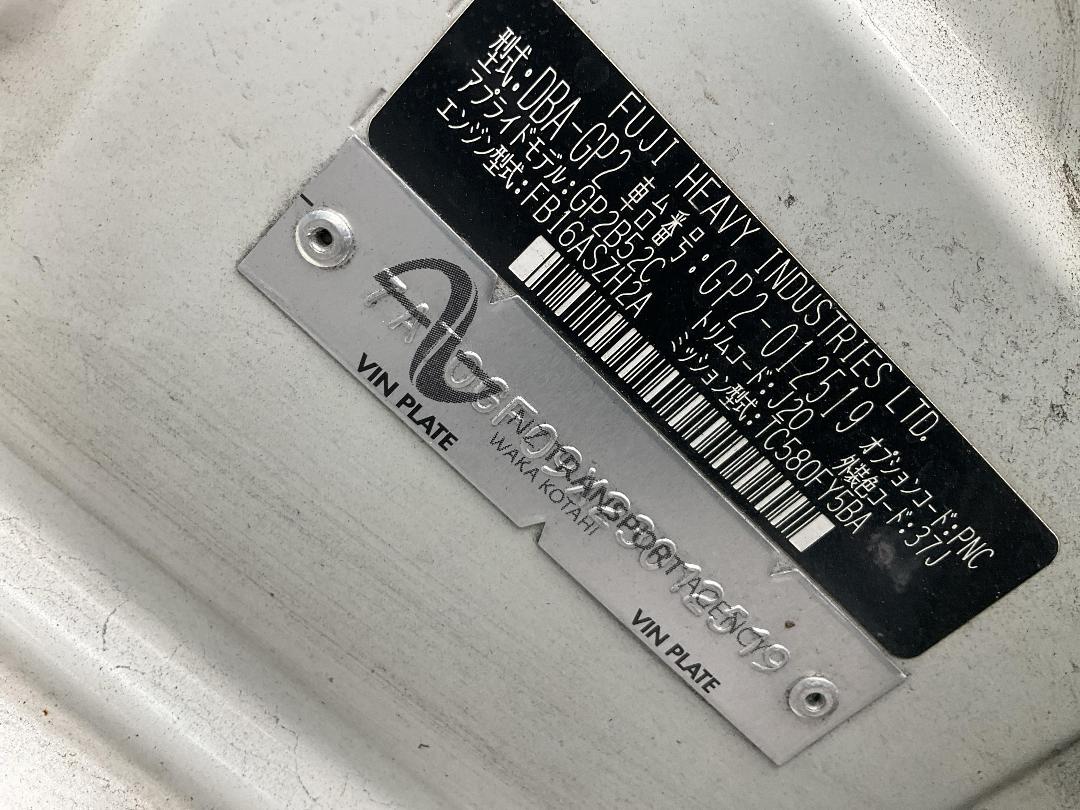 FUJI HEAVY INDUSTRIES LTD.
型式:DBA-GP2 車台番号:GP2-012519
アプライドモデル:GP2B52C トリムコード:J20 オプションコード:PNC
エンジン型式:FB16ASZH2A ミッション型式:TC580FY5BA 外装色コード:37J
NZ TRANSPORT AGENCY
WAKA KOTAHI
VIN PLATE
VIN PLATE